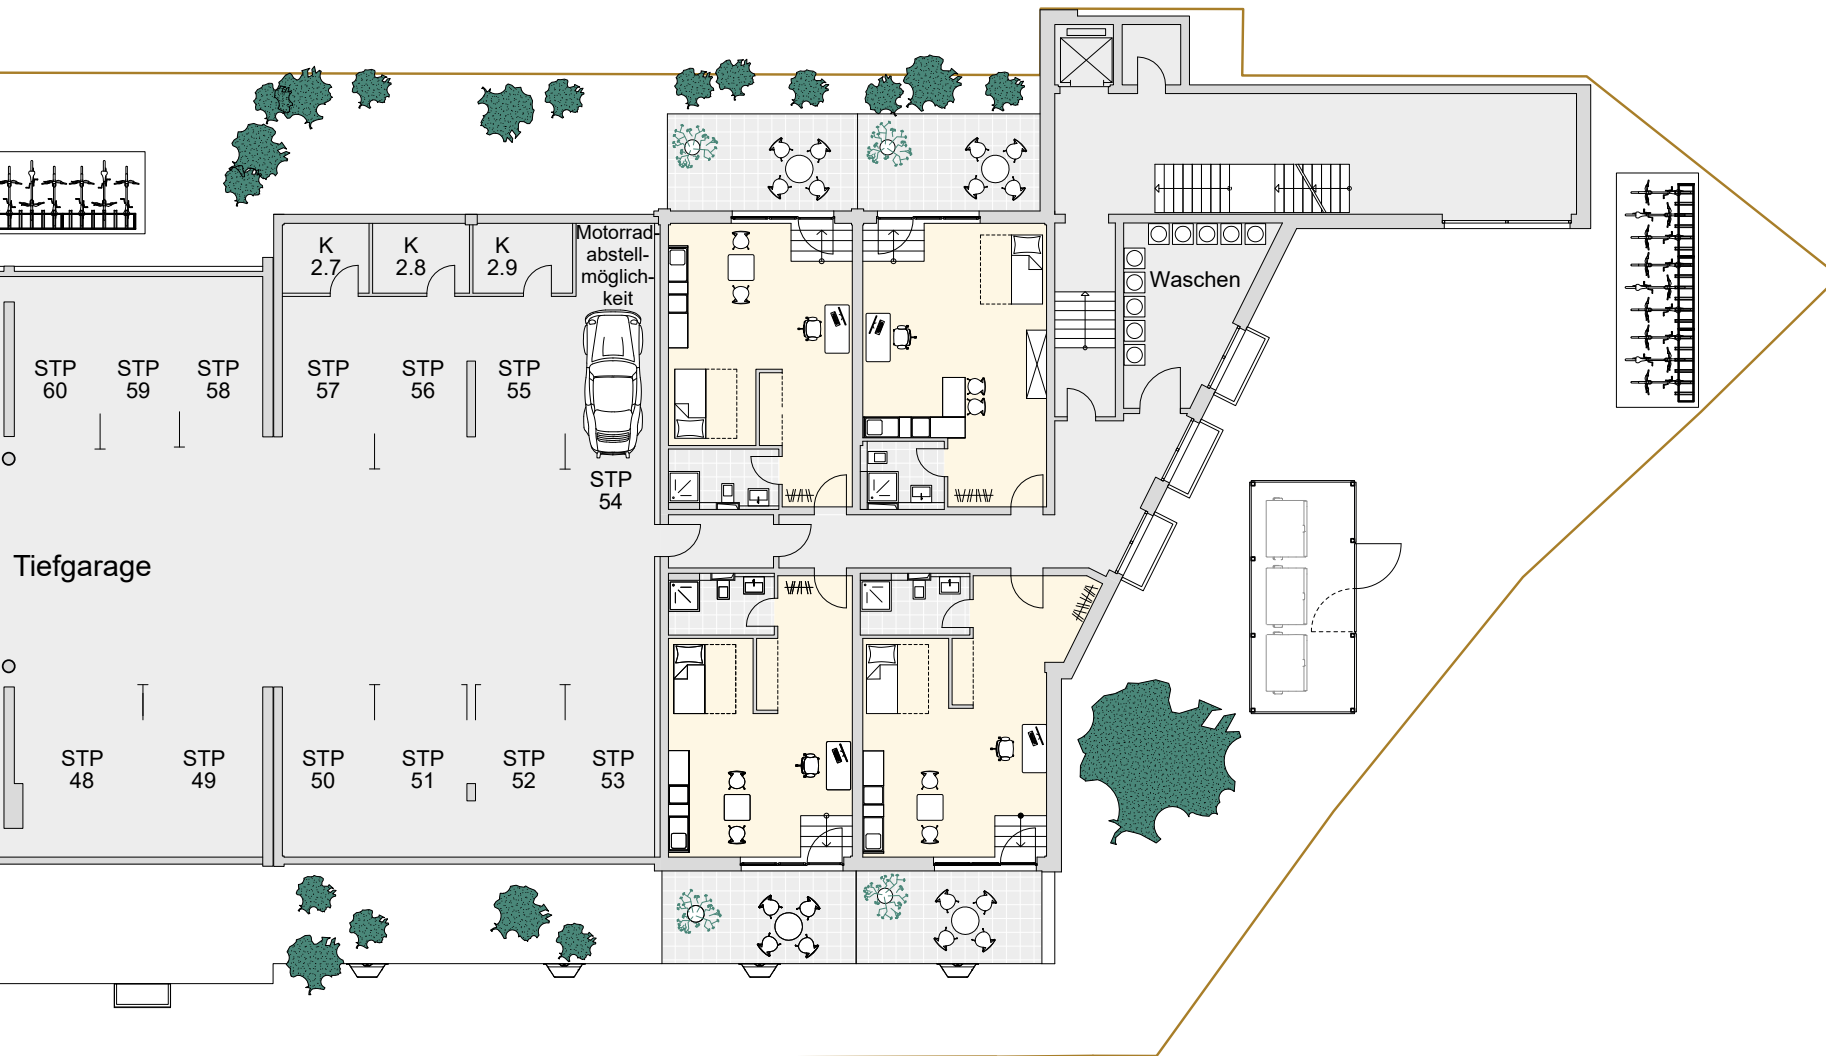 K
2.7
K
2.8
K
2.9
Motorrad-
abstell-
möglich-
keit
Waschen
STP
60
STP
59
STP
58
STP
57
STP
56
STP
55
STP
54
Tiefgarage
STP
48
STP
49
STP
50
STP
51
STP
52
STP
53